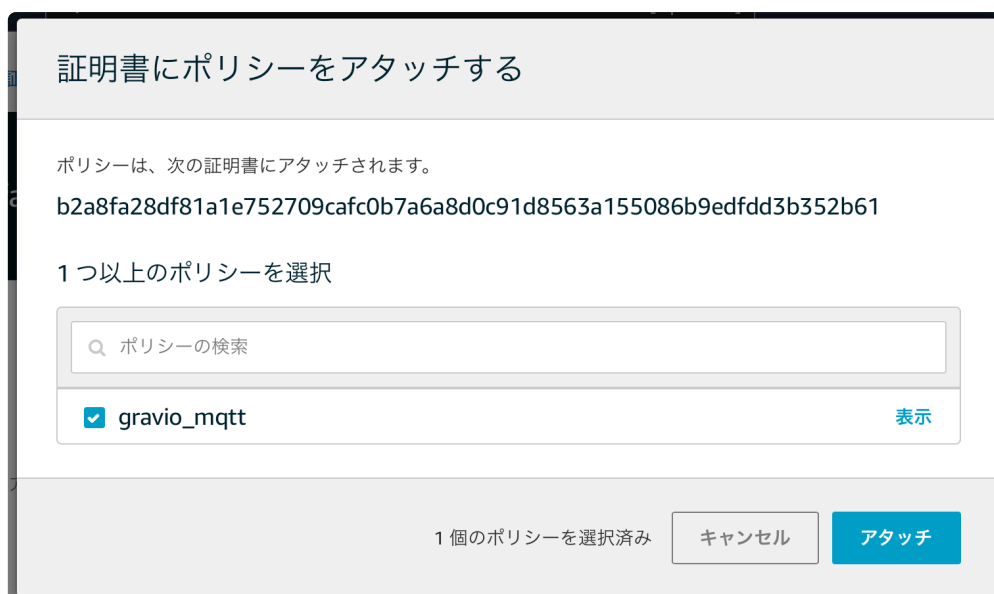 証明書にポリシーをアタッチする
ポリシーは、次の証明書にアタッチされます。
b2a8fa28df81a1e752709cafc0b7a6a8d0c91d8563a155086b9edfdd3b352b61
1 つ以上のポリシーを選択
ポリシーの検索
gravio_mqtt 表示
1 個のポリシーを選択済み キャンセル アタッチ